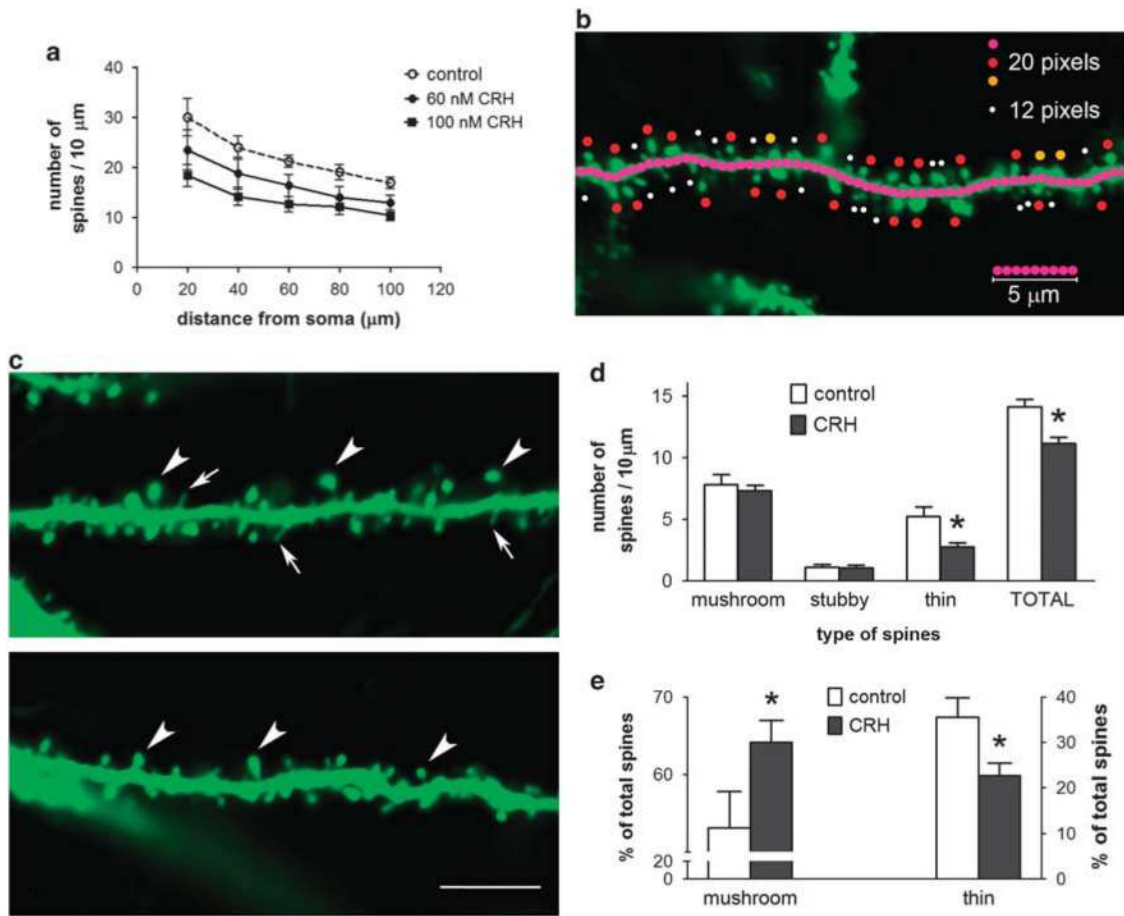 a
number of
spines / 10 μm
40
30
20
10
0
0 20 40 60 80 100 120
distance from soma (μm)
control
60 nM CRH
100 nM CRH
b
20 pixels
12 pixels
5 μm
c
d
number of
spines / 10 μm
15
10
5
0
control
CRH
*
*
mushroom stubby thin TOTAL
type of spines
e
% of total spines
70
60
20
0
control
CRH
*
*
40
30
20
10
0
% of total spines
mushroom thin